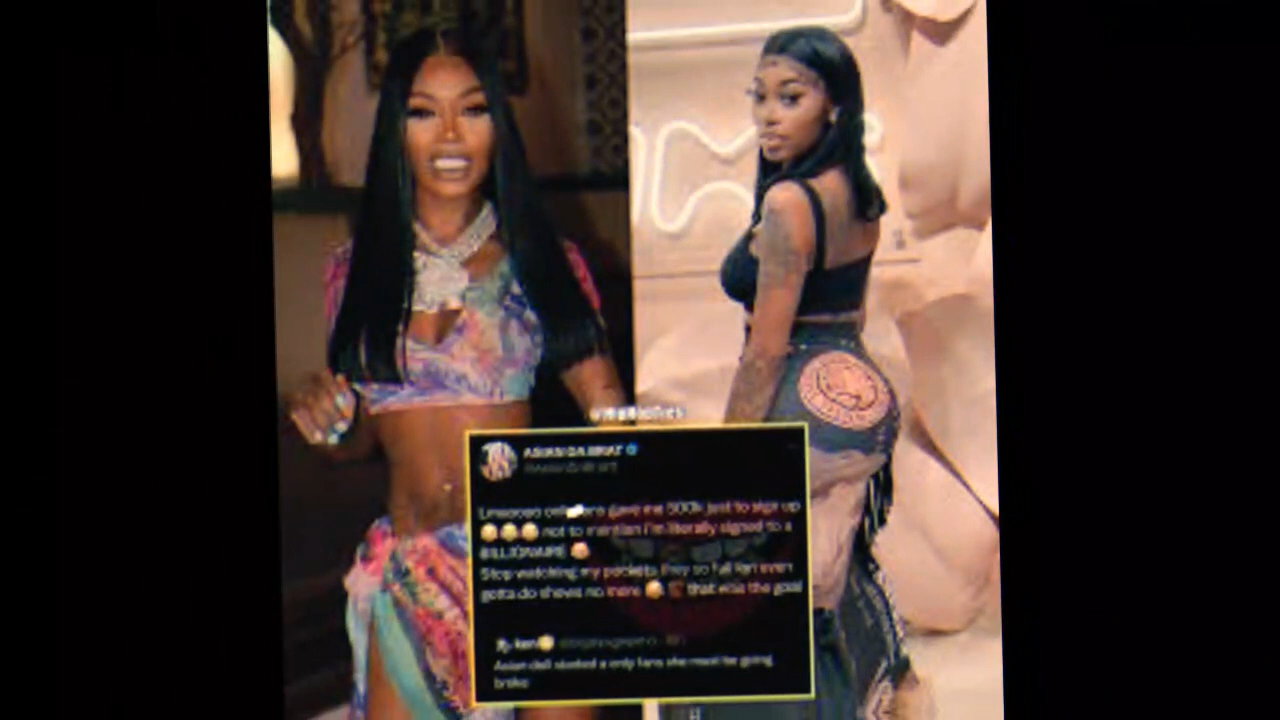 ASIAN DA BRAT
gave me 500k just to sign up
not to mention I'm literally signed to a
BILLIONAIRE
Stop watching my pockets they so full ion even
gotta do shows no more that was the goal
ken
Asian doll started a only fans she must be going
broke